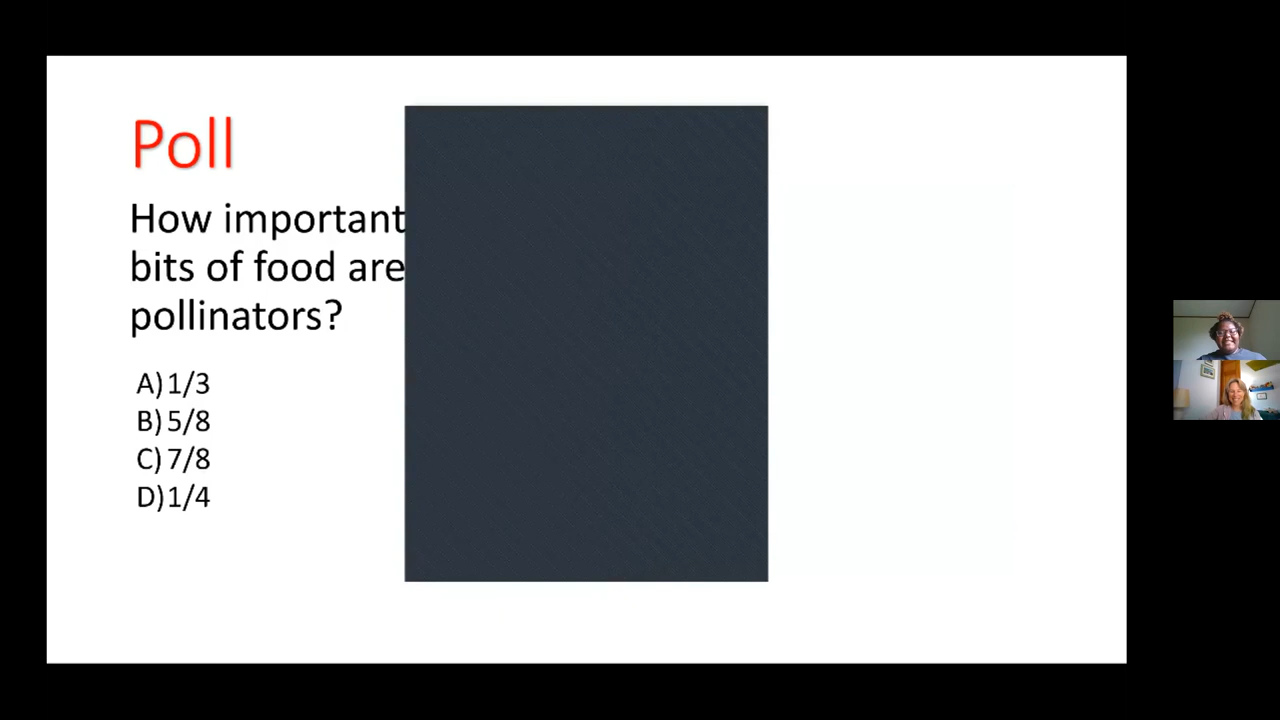 Poll
How important
bits of food are
pollinators?
A) 1/3
B) 5/8
C) 7/8
D) 1/4